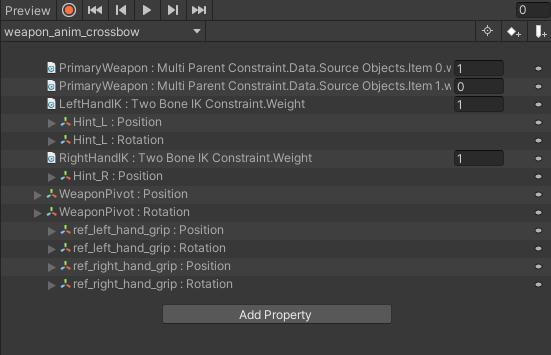 Preview 0
weapon_anim_crossbow
PrimaryWeapon : Multi Parent Constraint.Data.Source Objects.Item 0.w 1
PrimaryWeapon : Multi Parent Constraint.Data.Source Objects.Item 1.w 0
LeftHandIK : Two Bone IK Constraint.Weight 1
Hint_L : Position
Hint_L : Rotation
RightHandIK : Two Bone IK Constraint.Weight 1
Hint_R : Position
WeaponPivot : Position
WeaponPivot : Rotation
ref_left_hand_grip : Position
ref_left_hand_grip : Rotation
ref_right_hand_grip : Position
ref_right_hand_grip : Rotation
Add Property